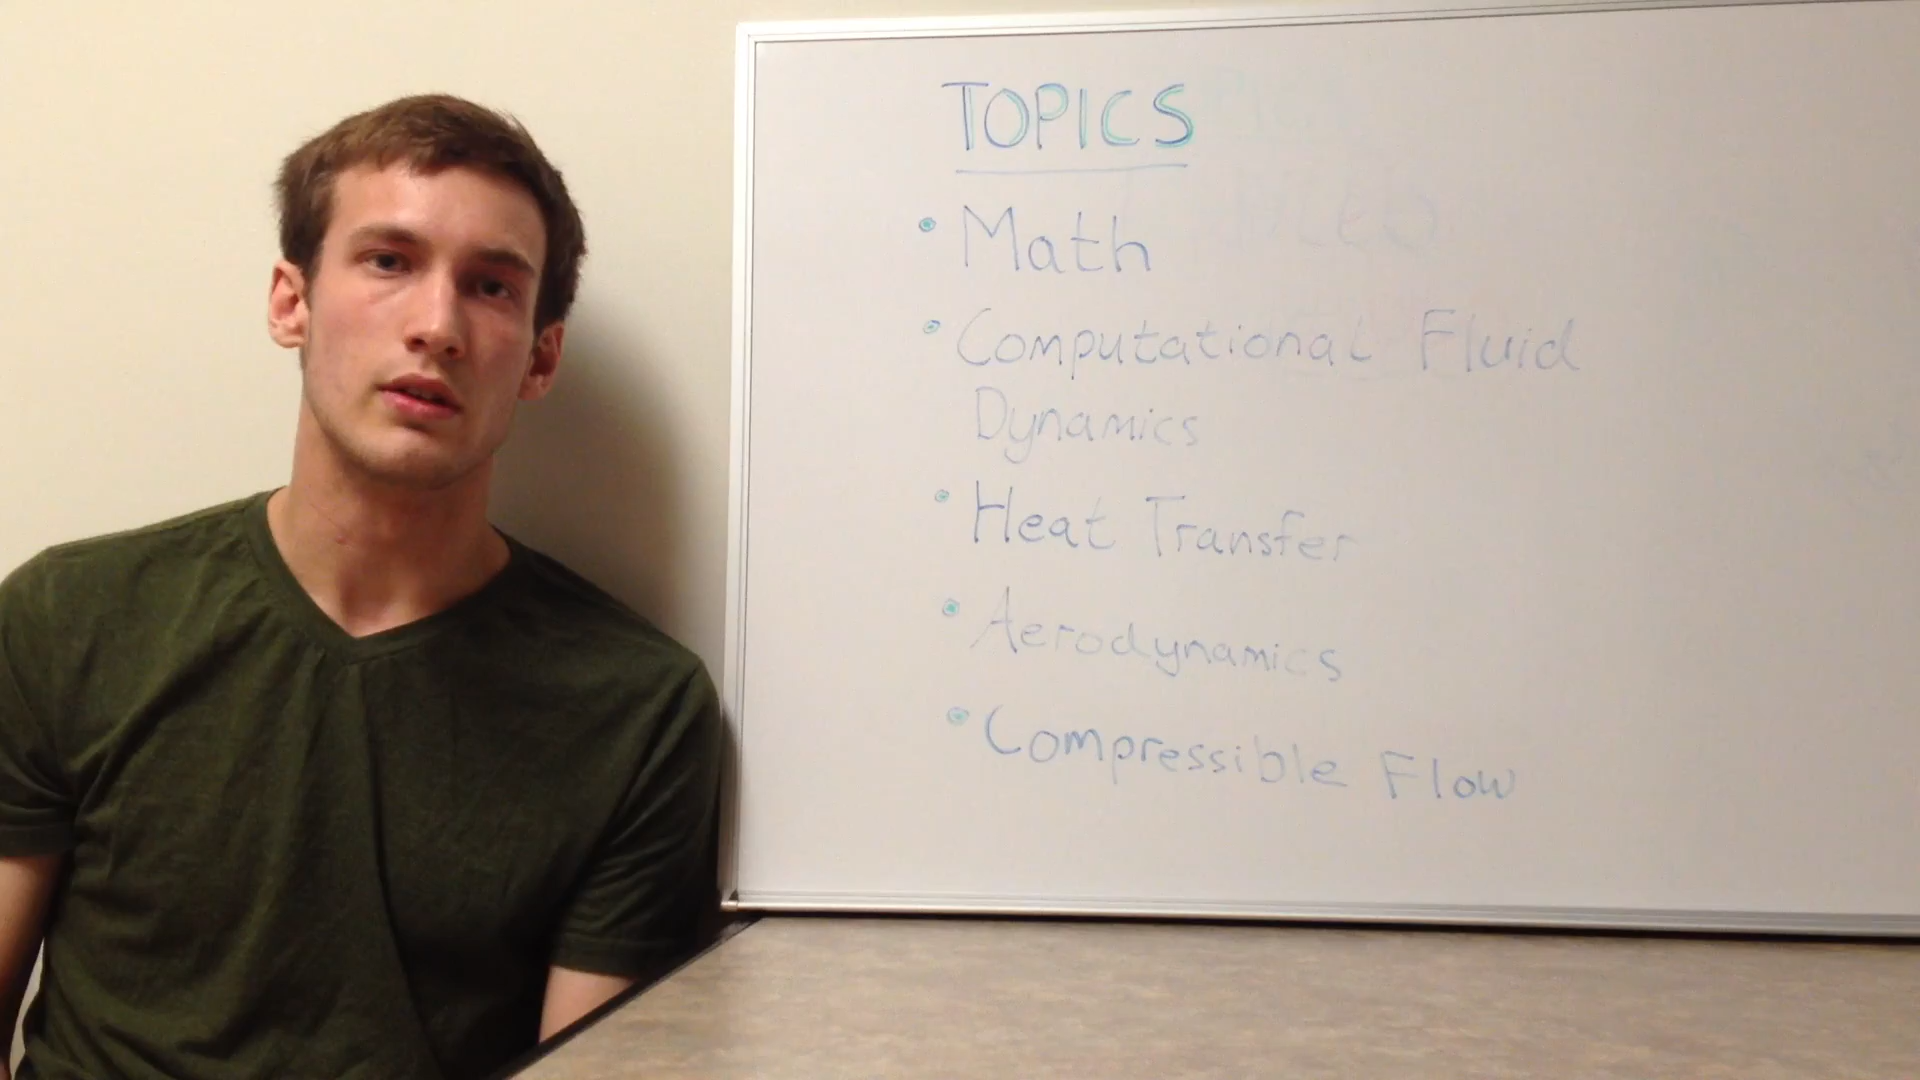 TOPICS
• Math
• Computational Fluid
Dynamics
• Heat Transfer
• Aerodynamics
• Compressible Flow